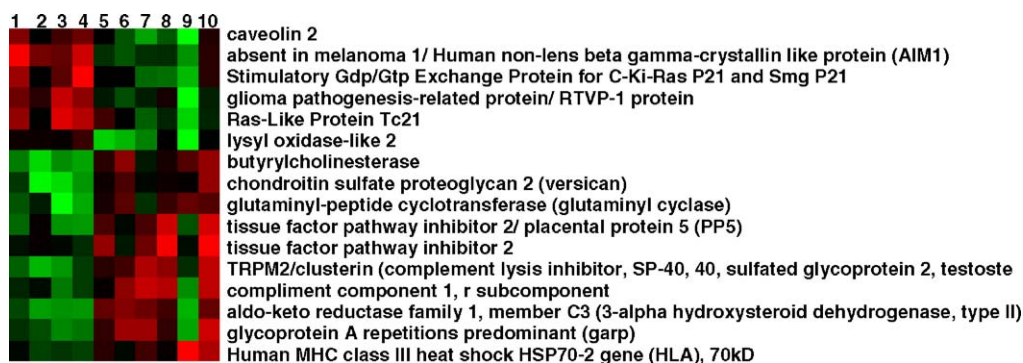 1 2 3 4 5 6 7 8 9 10
caveolin 2
absent in melanoma 1/ Human non-lens beta gamma-crystallin like protein (AIM1)
Stimulatory Gdp/Gtp Exchange Protein for C-Ki-Ras P21 and Smg P21
glioma pathogenesis-related protein/ RTVP-1 protein
Ras-Like Protein Tc21
lysyl oxidase-like 2
butyrylcholinesterase
chondroitin sulfate proteoglycan 2 (versican)
glutaminyl-peptide cyclotransferase (glutaminyl cyclase)
tissue factor pathway inhibitor 2/ placental protein 5 (PP5)
tissue factor pathway inhibitor 2
TRPM2/clusterin (complement lysis inhibitor, SP-40, 40, sulfated glycoprotein 2, testoste
compliment component 1, r subcomponent
aldo-keto reductase family 1, member C3 (3-alpha hydroxysteroid dehydrogenase, type II)
glycoprotein A repetitions predominant (garp)
Human MHC class III heat shock HSP70-2 gene (HLA), 70kD